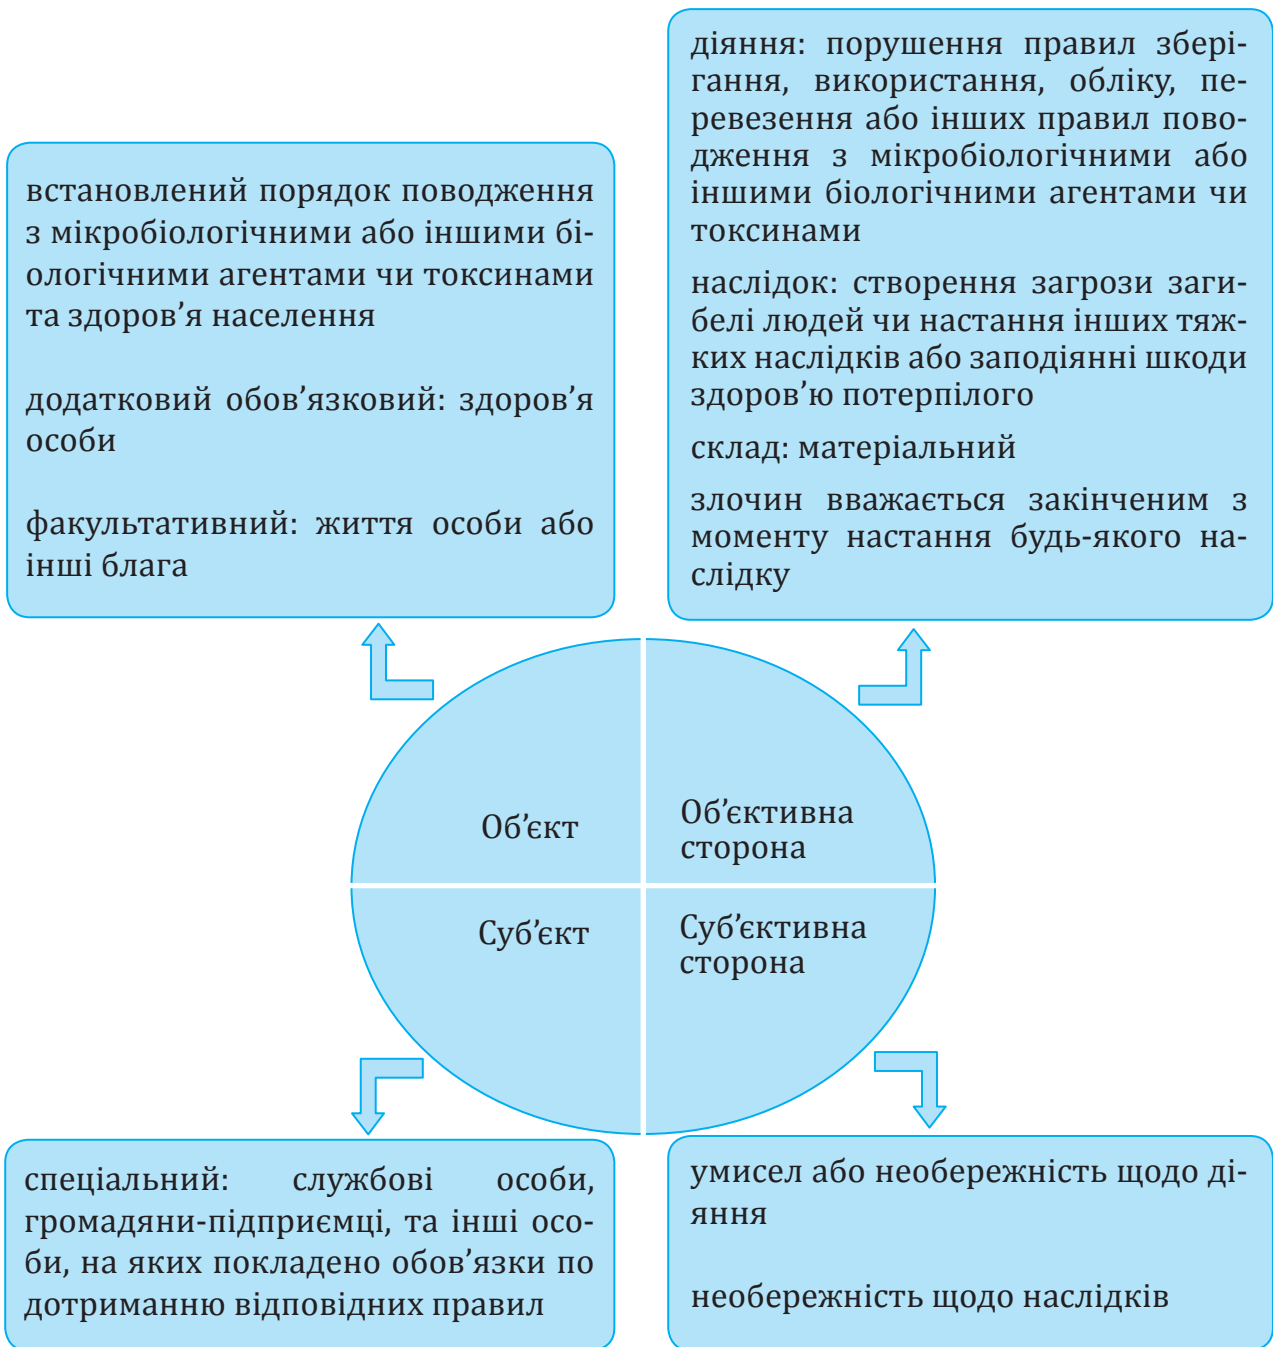 встановлений порядок поводження
з мікробіологічними або іншими бі-
ологічними агентами чи токсинами
та здоров’я населення
додатковий обов’язковий: здоров’я
особи
факультативний: життя особи або
інші блага
діяння: порушення правил збері-
гання, використання, обліку, пе-
ревезення або інших правил пово-
дження з мікробіологічними або
іншими біологічними агентами чи
токсинами
наслідок: створення загрози заги-
белі людей чи настання інших тяж-
ких наслідків або заподіянні шкоди
здоров’ю потерпілого
склад: матеріальний
злочин вважається закінченим з
моменту настання будь-якого на-
слідку
Об’єкт
Об’єктивна
сторона
Суб’єкт
Суб’єктивна
сторона
спеціальний: службові особи,
громадяни-підприємці, та інші осо-
би, на яких покладено обов’язки по
дотриманню відповідних правил
умисел або необережність щодо ді-
яння
необережність щодо наслідків